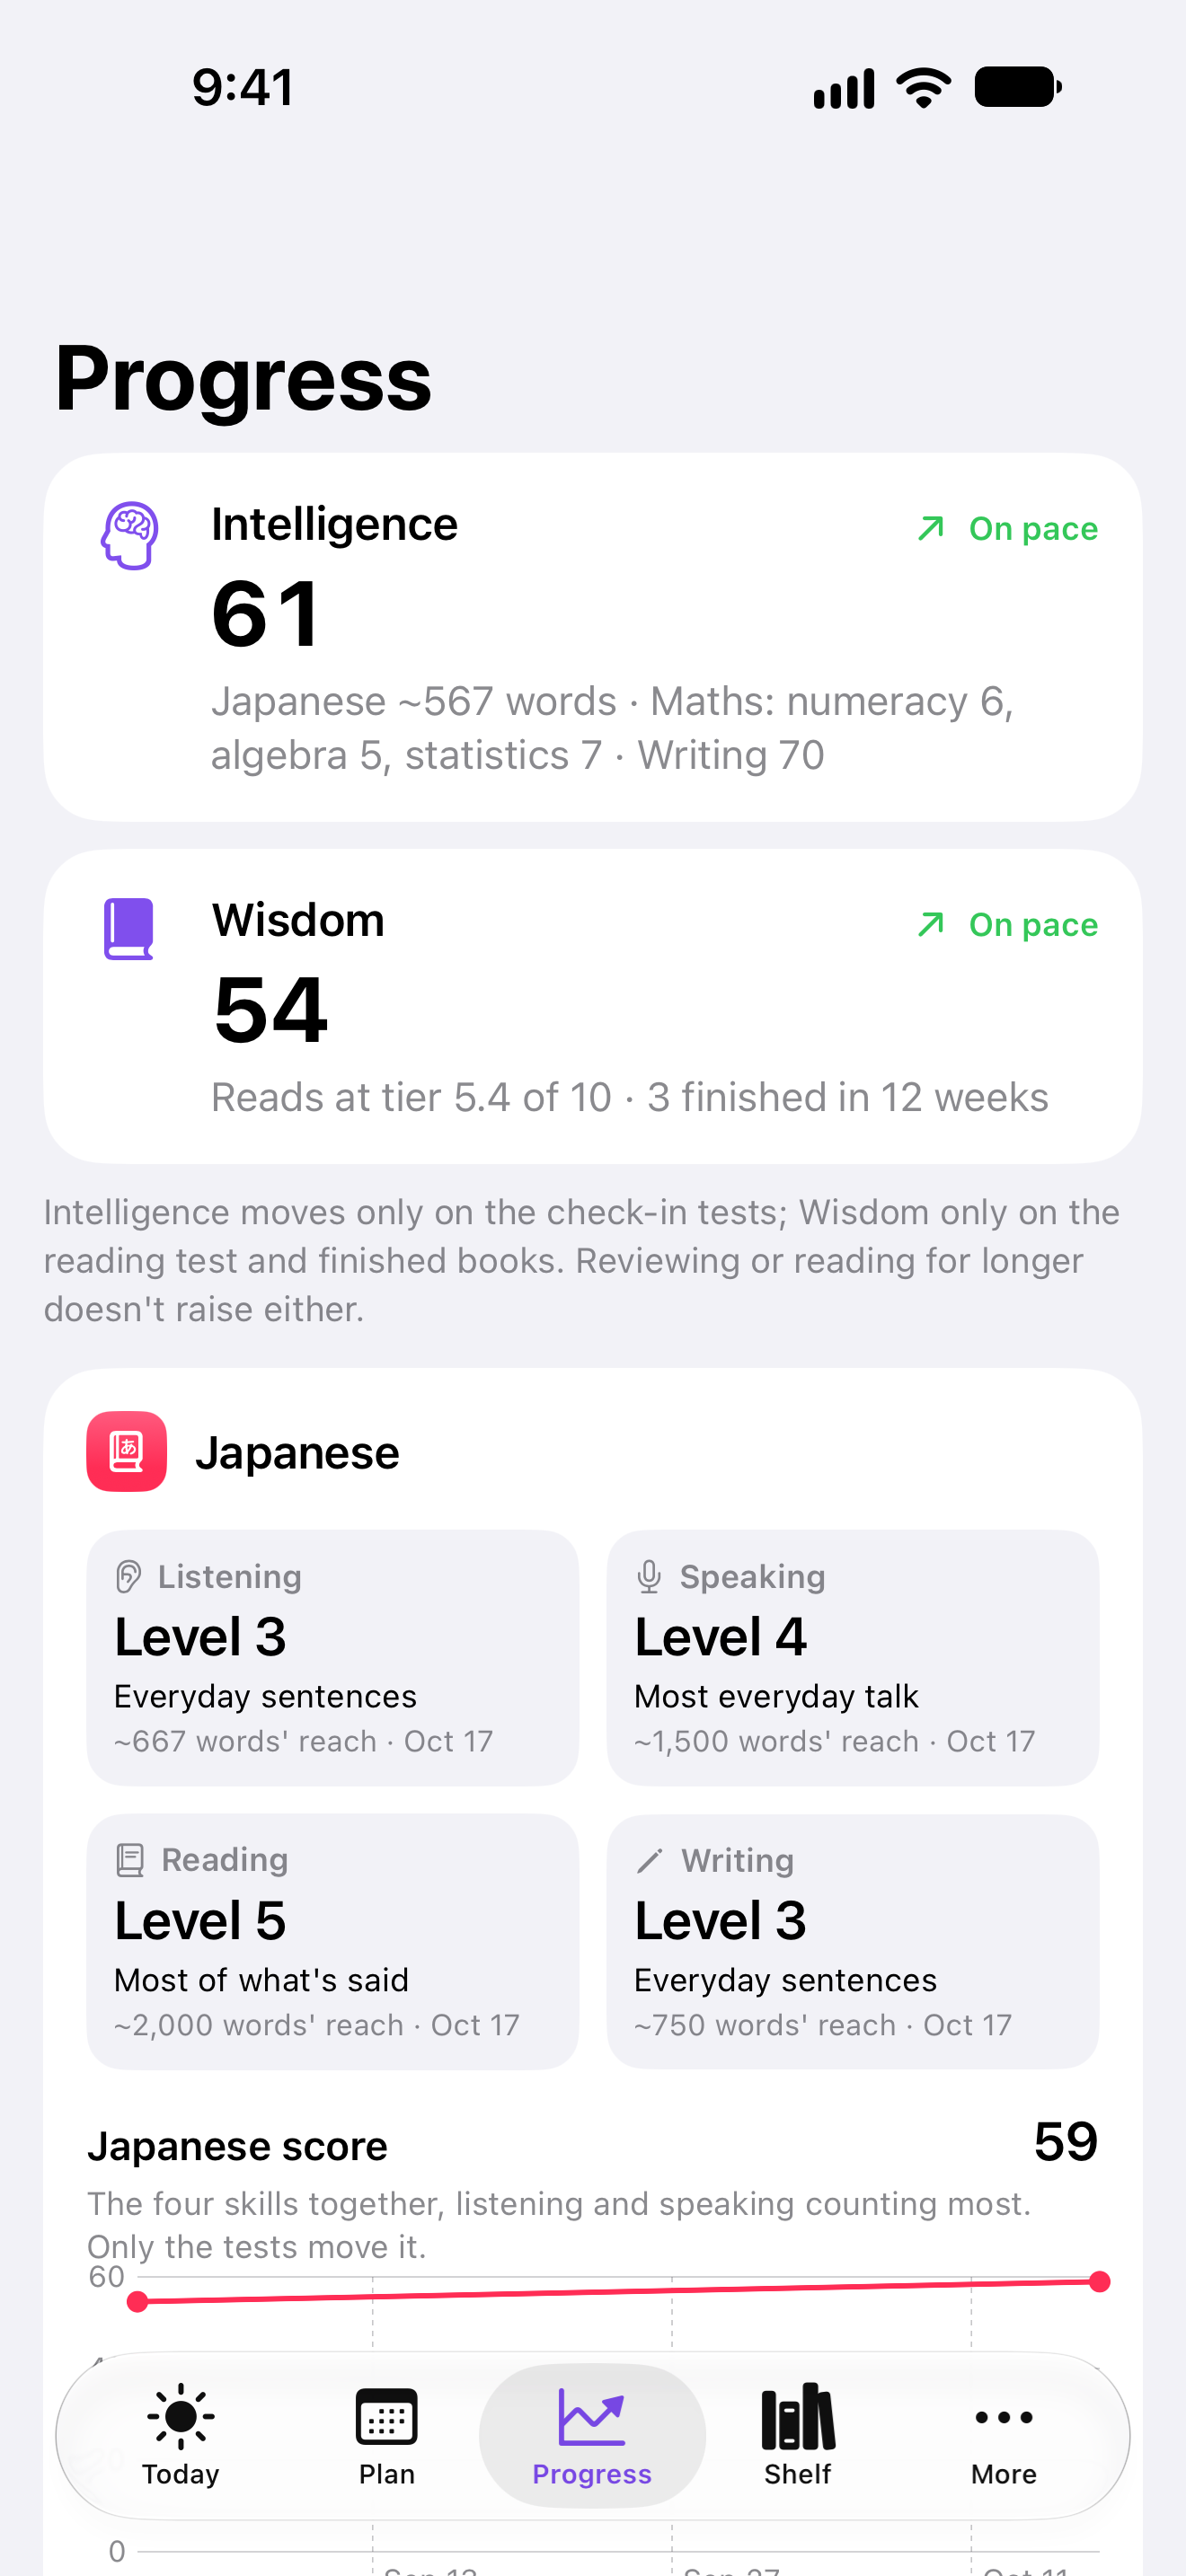 9:41
Progress
Intelligence
On pace
61
Japanese ~567 words · Maths: numeracy 6,
algebra 5, statistics 7 · Writing 70
Wisdom
On pace
54
Reads at tier 5.4 of 10 · 3 finished in 12 weeks
Intelligence moves only on the check-in tests; Wisdom only on the
reading test and finished books. Reviewing or reading for longer
doesn't raise either.
あ
Japanese
Listening
Level 3
Everyday sentences
~667 words' reach · Oct 17
Speaking
Level 4
Most everyday talk
~1,500 words' reach · Oct 17
Reading
Level 5
Most of what's said
~2,000 words' reach · Oct 17
Writing
Level 3
Everyday sentences
~750 words' reach · Oct 17
Japanese score
59
The four skills together, listening and speaking counting most.
Only the tests move it.
60
Today
Plan
Progress
Shelf
More
0